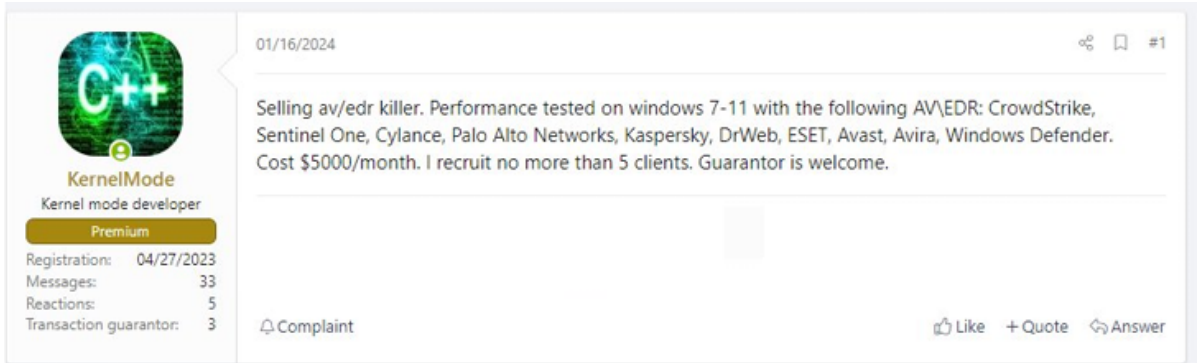 C++
KernelMode
Kernel mode developer
Premium
Registration: 04/27/2023
Messages: 33
Reactions: 5
Transaction guarantor: 3
01/16/2024
#1
Selling av/edr killer. Performance tested on windows 7-11 with the following AV\EDR: CrowdStrike,
Sentinel One, Cylance, Palo Alto Networks, Kaspersky, DrWeb, ESET, Avast, Avira, Windows Defender.
Cost $5000/month. I recruit no more than 5 clients. Guarantor is welcome.
Complaint
Like + Quote Answer